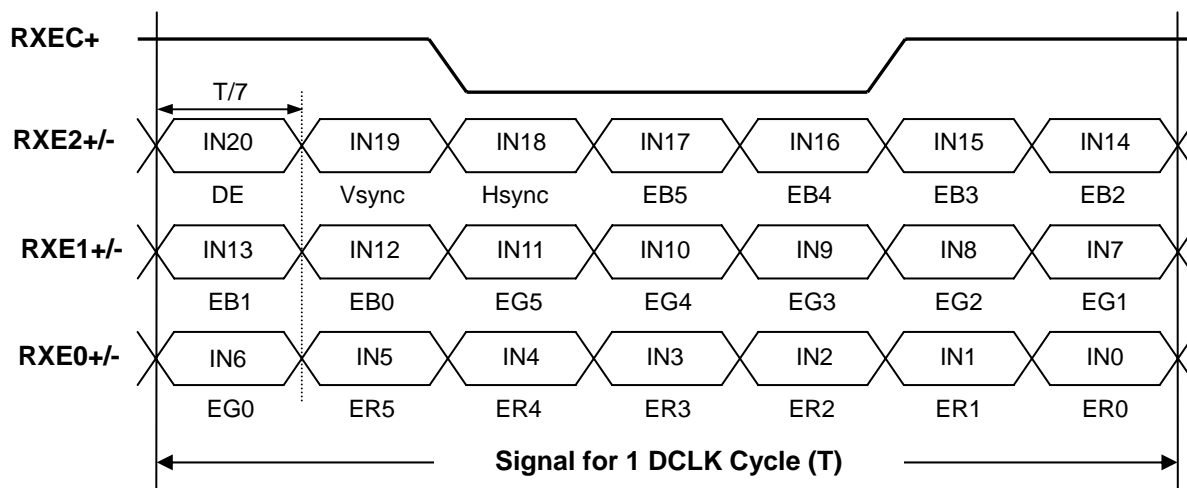 RXEC+
T/7
RXE2+/- IN20 IN19 IN18 IN17 IN16 IN15 IN14
DE Vsync Hsync EB5 EB4 EB3 EB2
RXE1+/- IN13 IN12 IN11 IN10 IN9 IN8 IN7
EB1 EB0 EG5 EG4 EG3 EG2 EG1
RXE0+/- IN6 IN5 IN4 IN3 IN2 IN1 IN0
EG0 ER5 ER4 ER3 ER2 ER1 ER0
Signal for 1 DCLK Cycle (T)